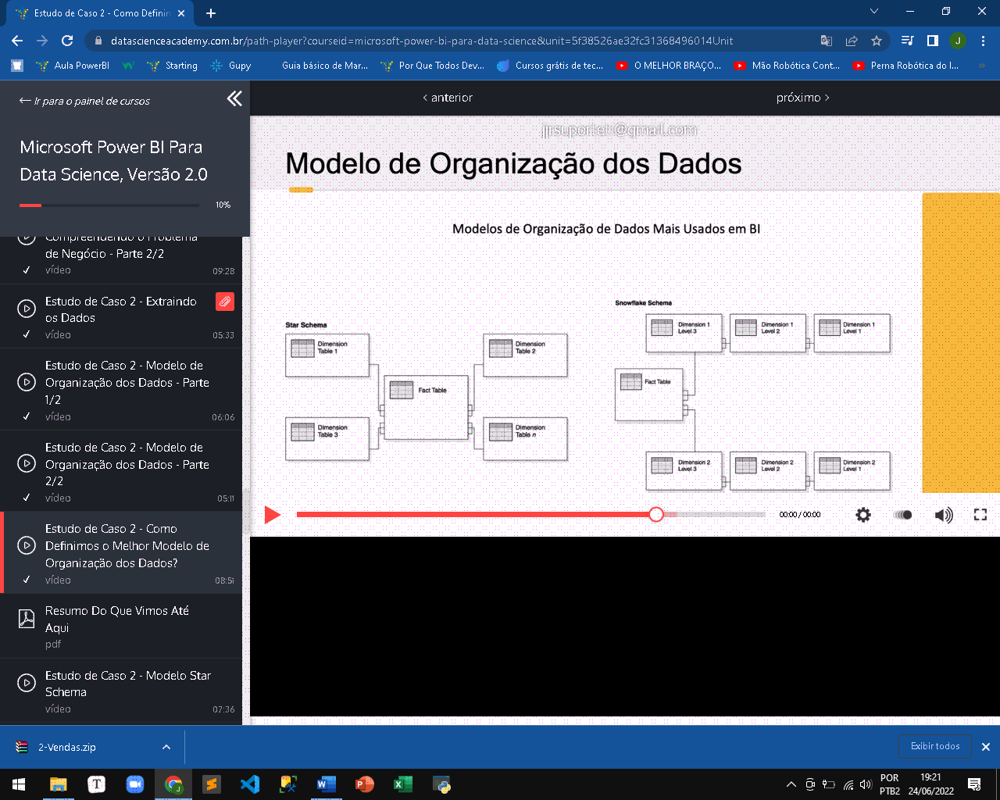 Estudo de Caso 2 - Como Definin
datascienceacademy.com.br/path-player?courseid=microsoft-power-bi-para-data-science&unit=5f38526ae32fc31368496014Unit
J
Aula PowerBI
Starting
Gupy
Guia básico de Mar...
Por Que Todos Dev...
Cursos grátis de tec...
O MELHOR BRAÇO...
Mão Robótica Cont...
Perna Robótica do I...
»
← Ir para o painel de cursos
‹ anterior
próximo ›
Microsoft Power BI Para
Data Science, Versão 2.0
10%
Compreendendo o Problema
de Negócio - Parte 2/2
vídeo
09:28
Estudo de Caso 2 - Extraindo
os Dados
vídeo
05:33
Estudo de Caso 2 - Modelo de
Organização dos Dados - Parte
1/2
vídeo
06:06
Estudo de Caso 2 - Modelo de
Organização dos Dados - Parte
2/2
vídeo
05:11
Estudo de Caso 2 - Como
Definimos o Melhor Modelo de
Organização dos Dados?
vídeo
08:51
Resumo Do Que Vimos Até
Aqui
pdf
Estudo de Caso 2 - Modelo Star
Schema
vídeo
07:36
jjrsuporteti@gmail.com
Modelo de Organização dos Dados
Modelos de Organização de Dados Mais Usados em BI
Star Schema
Dimension
Table 1
Dimension
Table 2
Fact Table
Dimension
Table 3
Dimension
Table n
Snowflake Schema
Dimension 1
Level 3
Dimension 1
Level 2
Dimension 1
Level 1
Fact Table
Dimension 2
Level 3
Dimension 2
Level 2
Dimension 2
Level 1
00:00 / 00:00
2-Vendas.zip
Exibir todos
POR
PTB2
19:21
24/06/2022